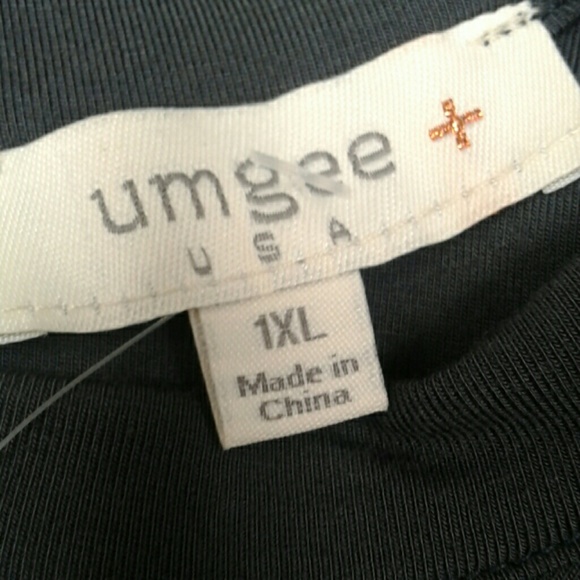 umgee +
USA
1XL
Made in
China